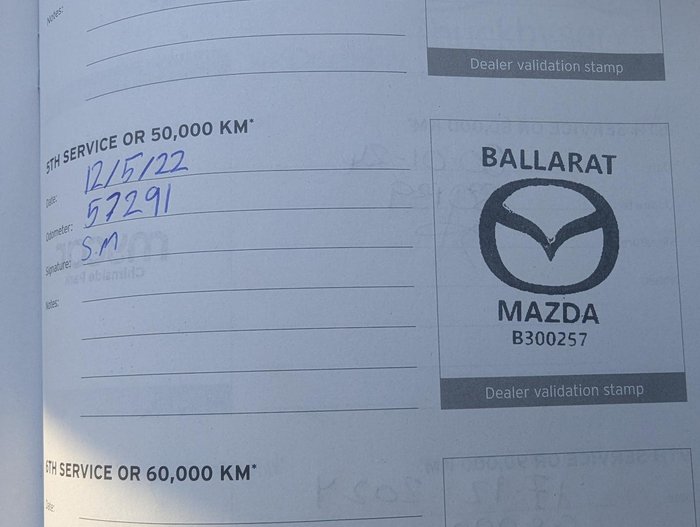 Notes:
Dealer validation stamp
5TH SERVICE OR 50,000 KM*
Date: 12/5/22
Odometer: 57291
Signature: S.M
Notes:
BALLARAT
MAZDA
B300257
Dealer validation stamp
6TH SERVICE OR 60,000 KM*
Date: